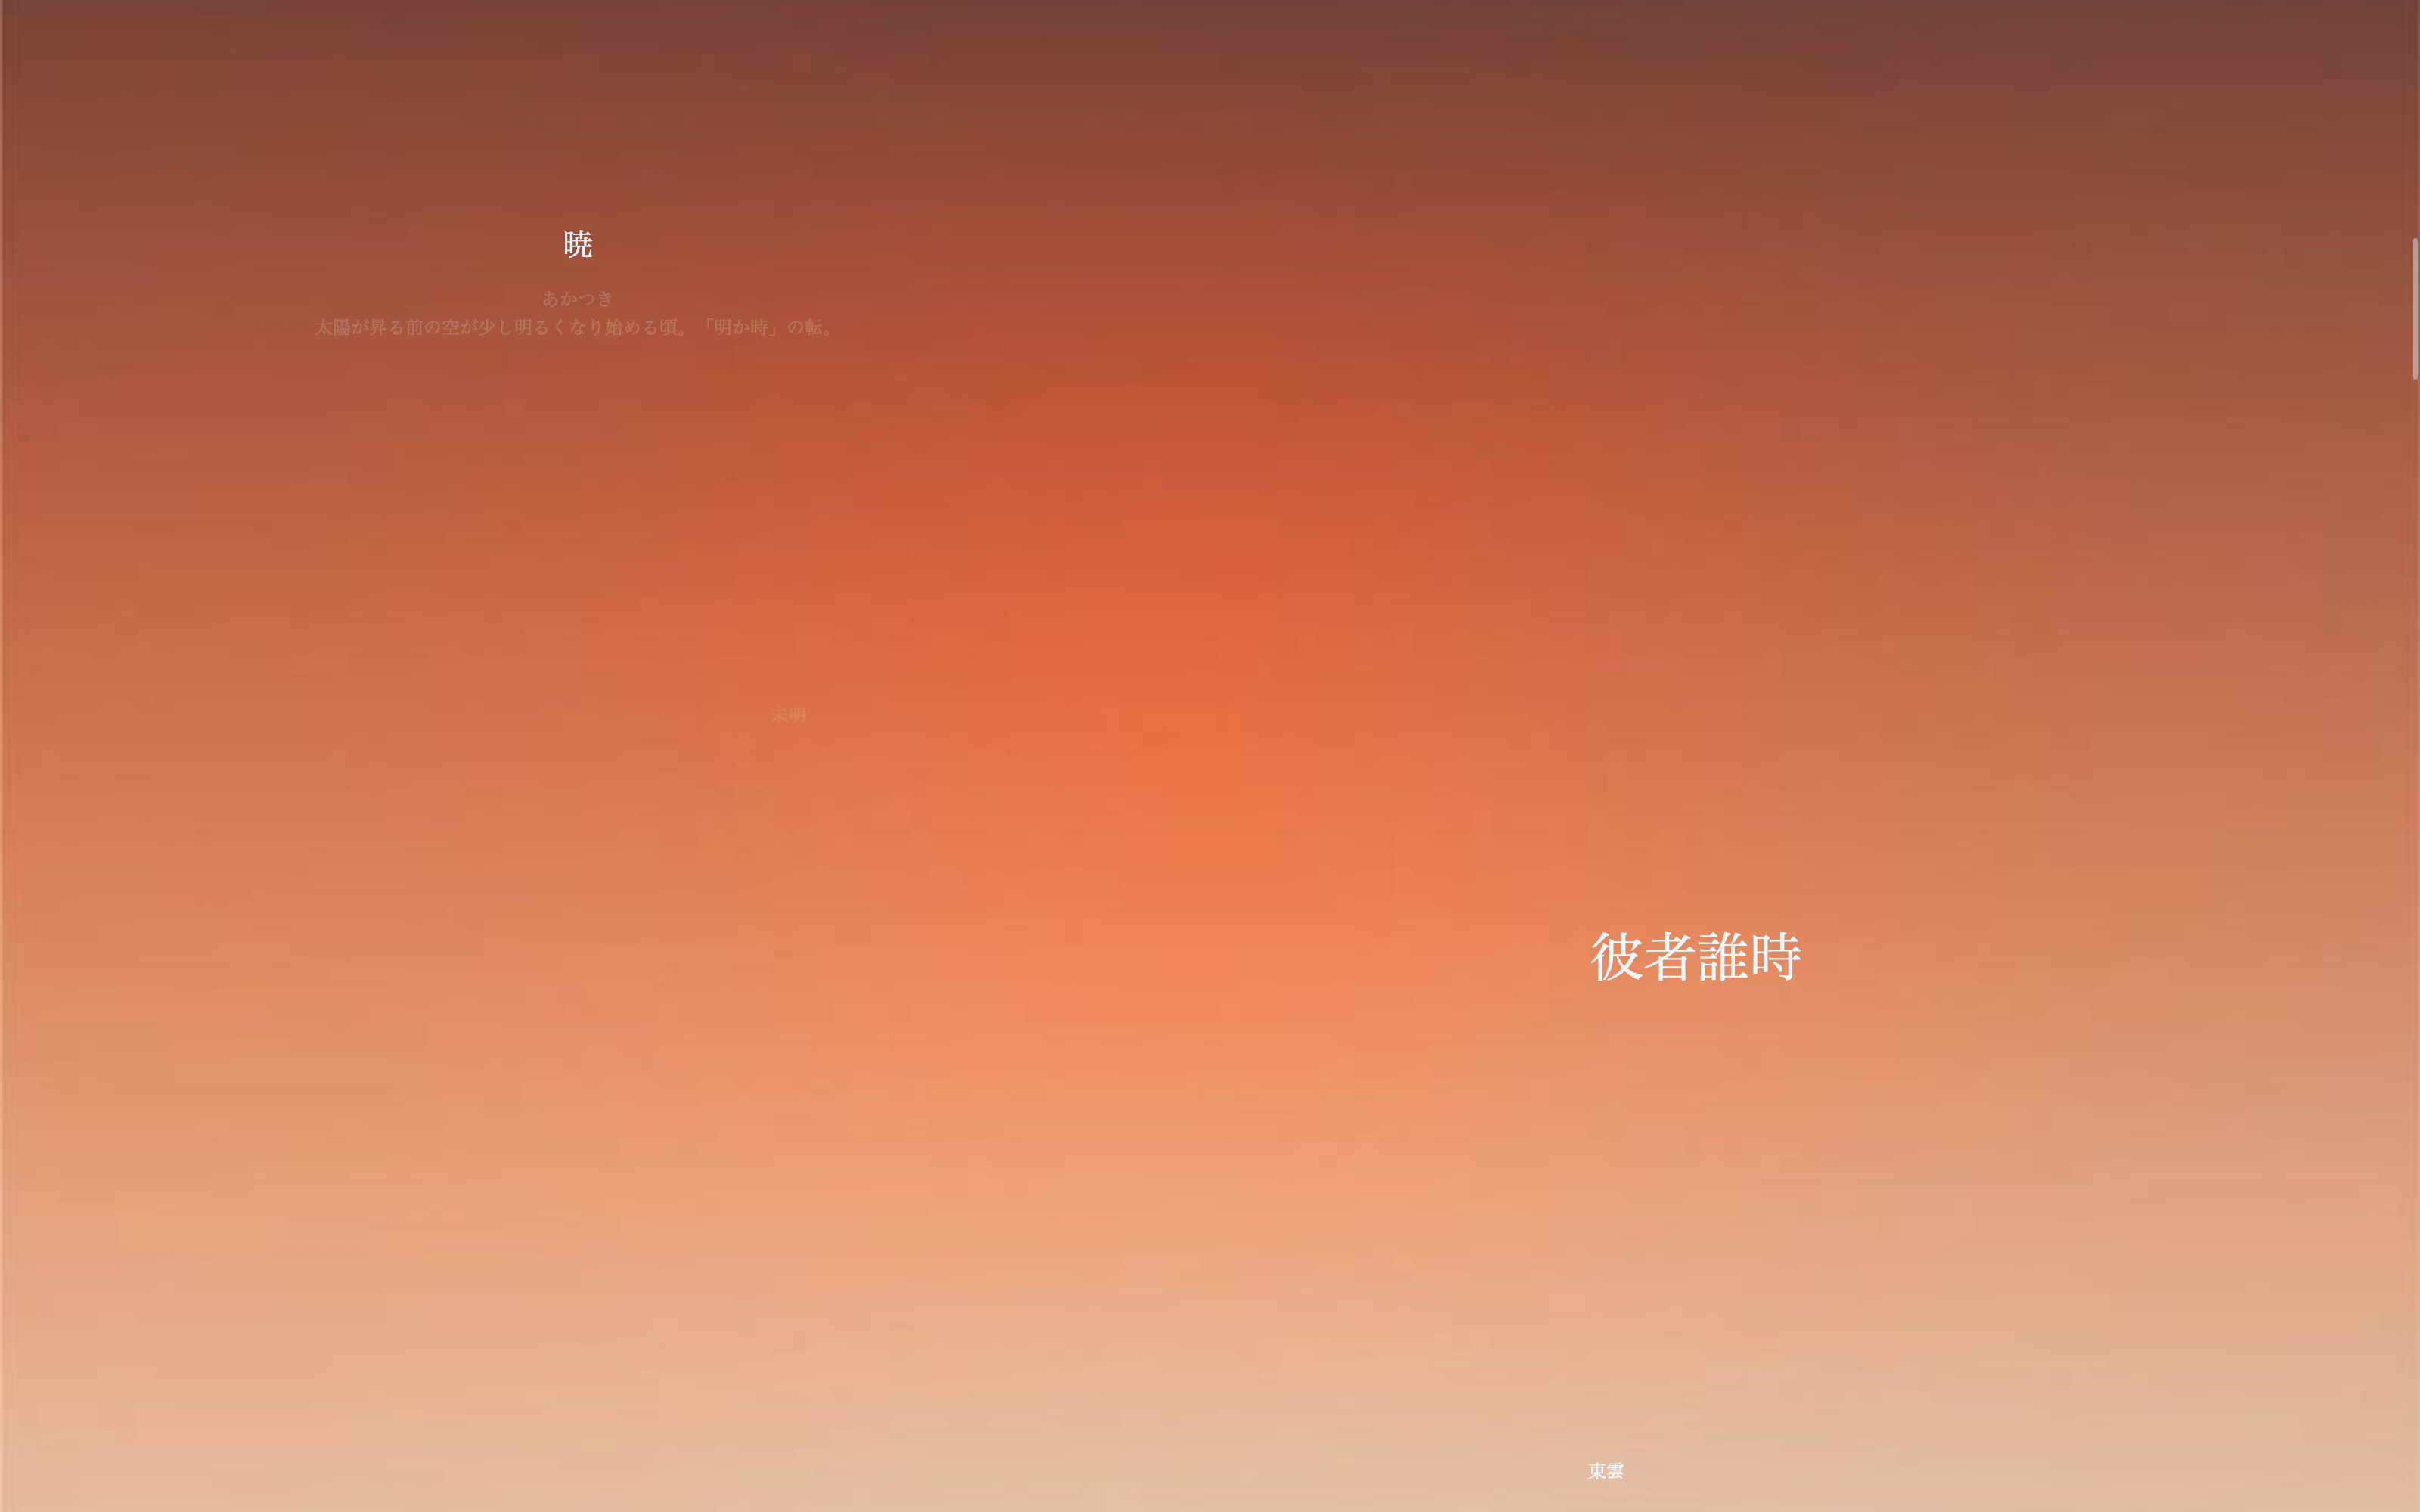 暁
あかつき
太陽が昇る前の空が少し明るくなり始める頃。「明か時」の転。
未明
彼者誰時
東雲